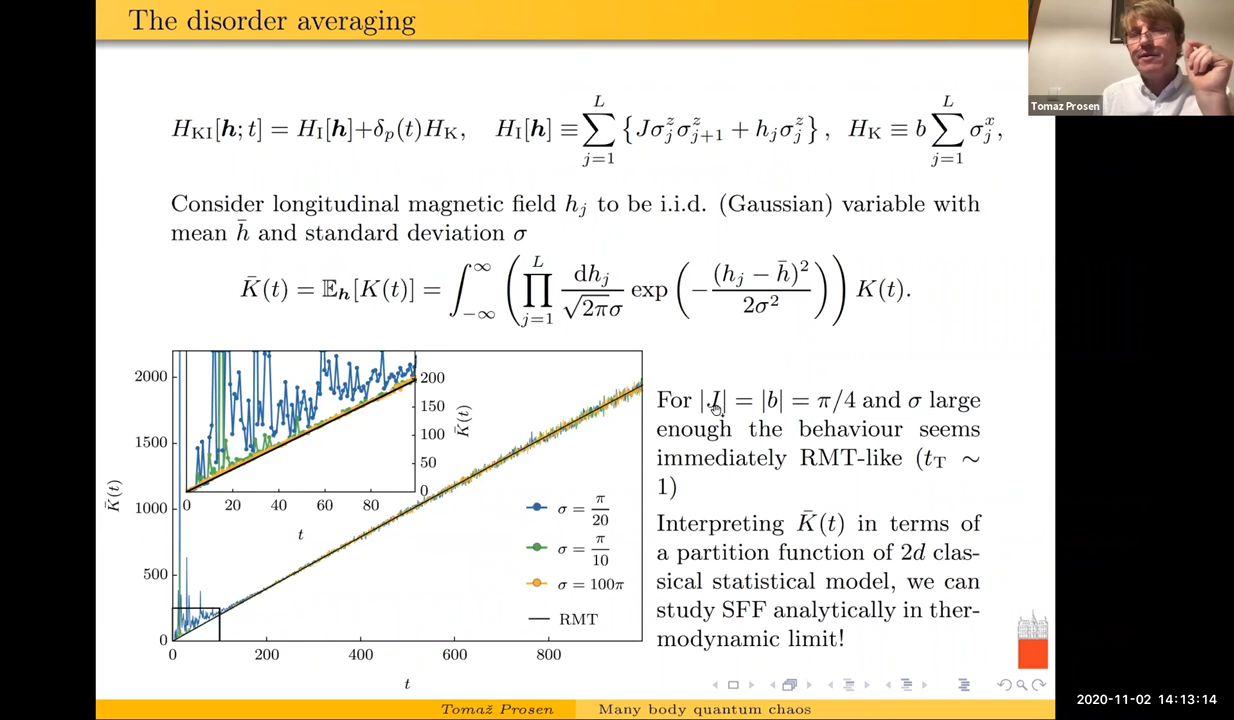 The disorder averaging
Tomaz Prosen
H_KI[h; t] = H_I[h]+δ_p(t)H_K,   H_I[h] ≡ ∑_{j=1}^{L} {Jσ_j^z σ_{j+1}^z + h_j σ_j^z},   H_K ≡ b ∑_{j=1}^{L} σ_j^x,
Consider longitudinal magnetic field h_j to be i.i.d. (Gaussian) variable with
mean h̄ and standard deviation σ
K̄(t) = 𝔼_h[K(t)] = ∫_{-∞}^{∞} (∏_{j=1}^{L} dh_j/(√2π σ) exp(−(h_j − h̄)²/2σ²)) K(t).
2000
1500
1000
500
0
K̄(t)
0 200 400 600 800
t
200
150
100
50
0
K̄(t)
0 20 40 60 80
t
σ = π/20
σ = π/10
σ = 100π
RMT
For |J| = |b| = π/4 and σ large
enough the behaviour seems
immediately RMT-like (t_T ∼
1)
Interpreting K̄(t) in terms of
a partition function of 2d clas-
sical statistical model, we can
study SFF analytically in ther-
modynamic limit!
Tomaž Prosen   Many body quantum chaos
2020-11-02 14:13:14